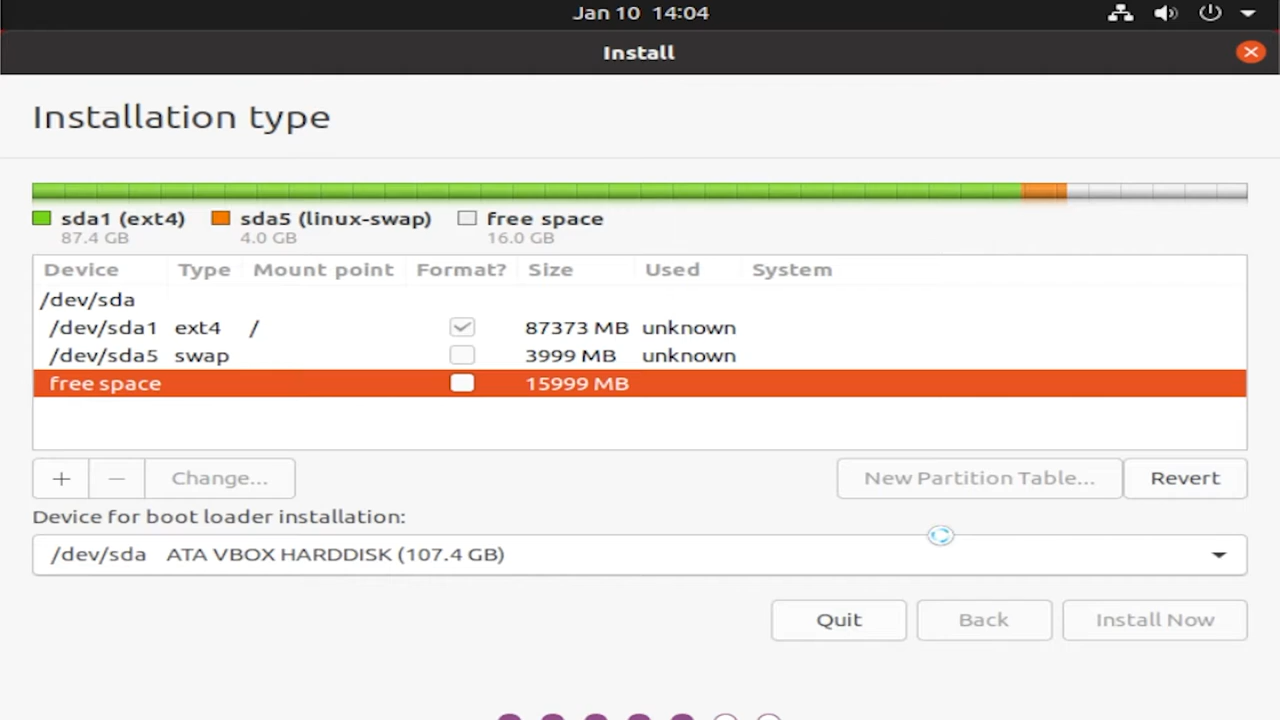 Jan 10 14:04
Install
Installation type
sda1 (ext4) sda5 (linux-swap) free space
87.4 GB 4.0 GB 16.0 GB
Device Type Mount point Format? Size Used System
/dev/sda
/dev/sda1 ext4 / 87373 MB unknown
/dev/sda5 swap 3999 MB unknown
free space 15999 MB
+ − Change... New Partition Table... Revert
Device for boot loader installation:
/dev/sda ATA VBOX HARDDISK (107.4 GB)
Quit Back Install Now